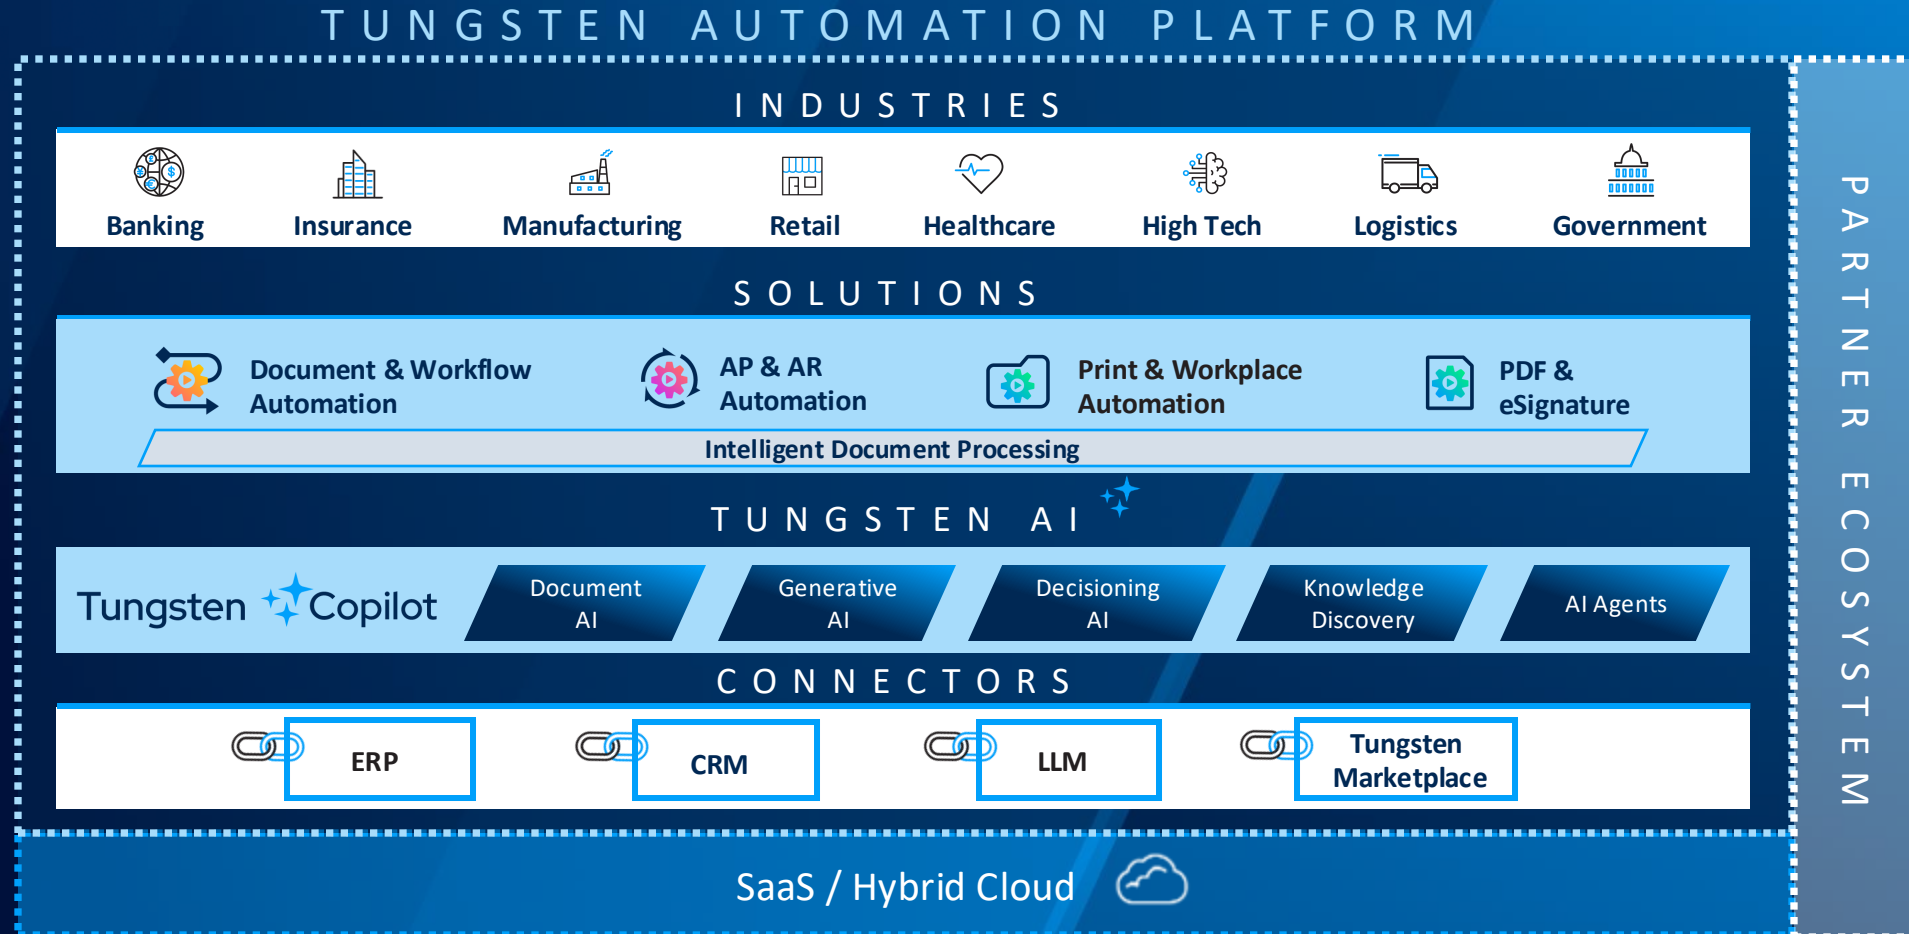 TUNGSTEN AUTOMATION PLATFORM
INDUSTRIES
Banking
Insurance
Manufacturing
Retail
Healthcare
High Tech
Logistics
Government
SOLUTIONS
Document & Workflow
Automation
AP & AR
Automation
Print & Workplace
Automation
PDF &
eSignature
Intelligent Document Processing
TUNGSTEN AI
Tungsten Copilot
Document
AI
Generative
AI
Decisioning
AI
Knowledge
Discovery
AI Agents
CONNECTORS
ERP
CRM
LLM
Tungsten
Marketplace
SaaS / Hybrid Cloud
PARTNER ECOSYSTEM